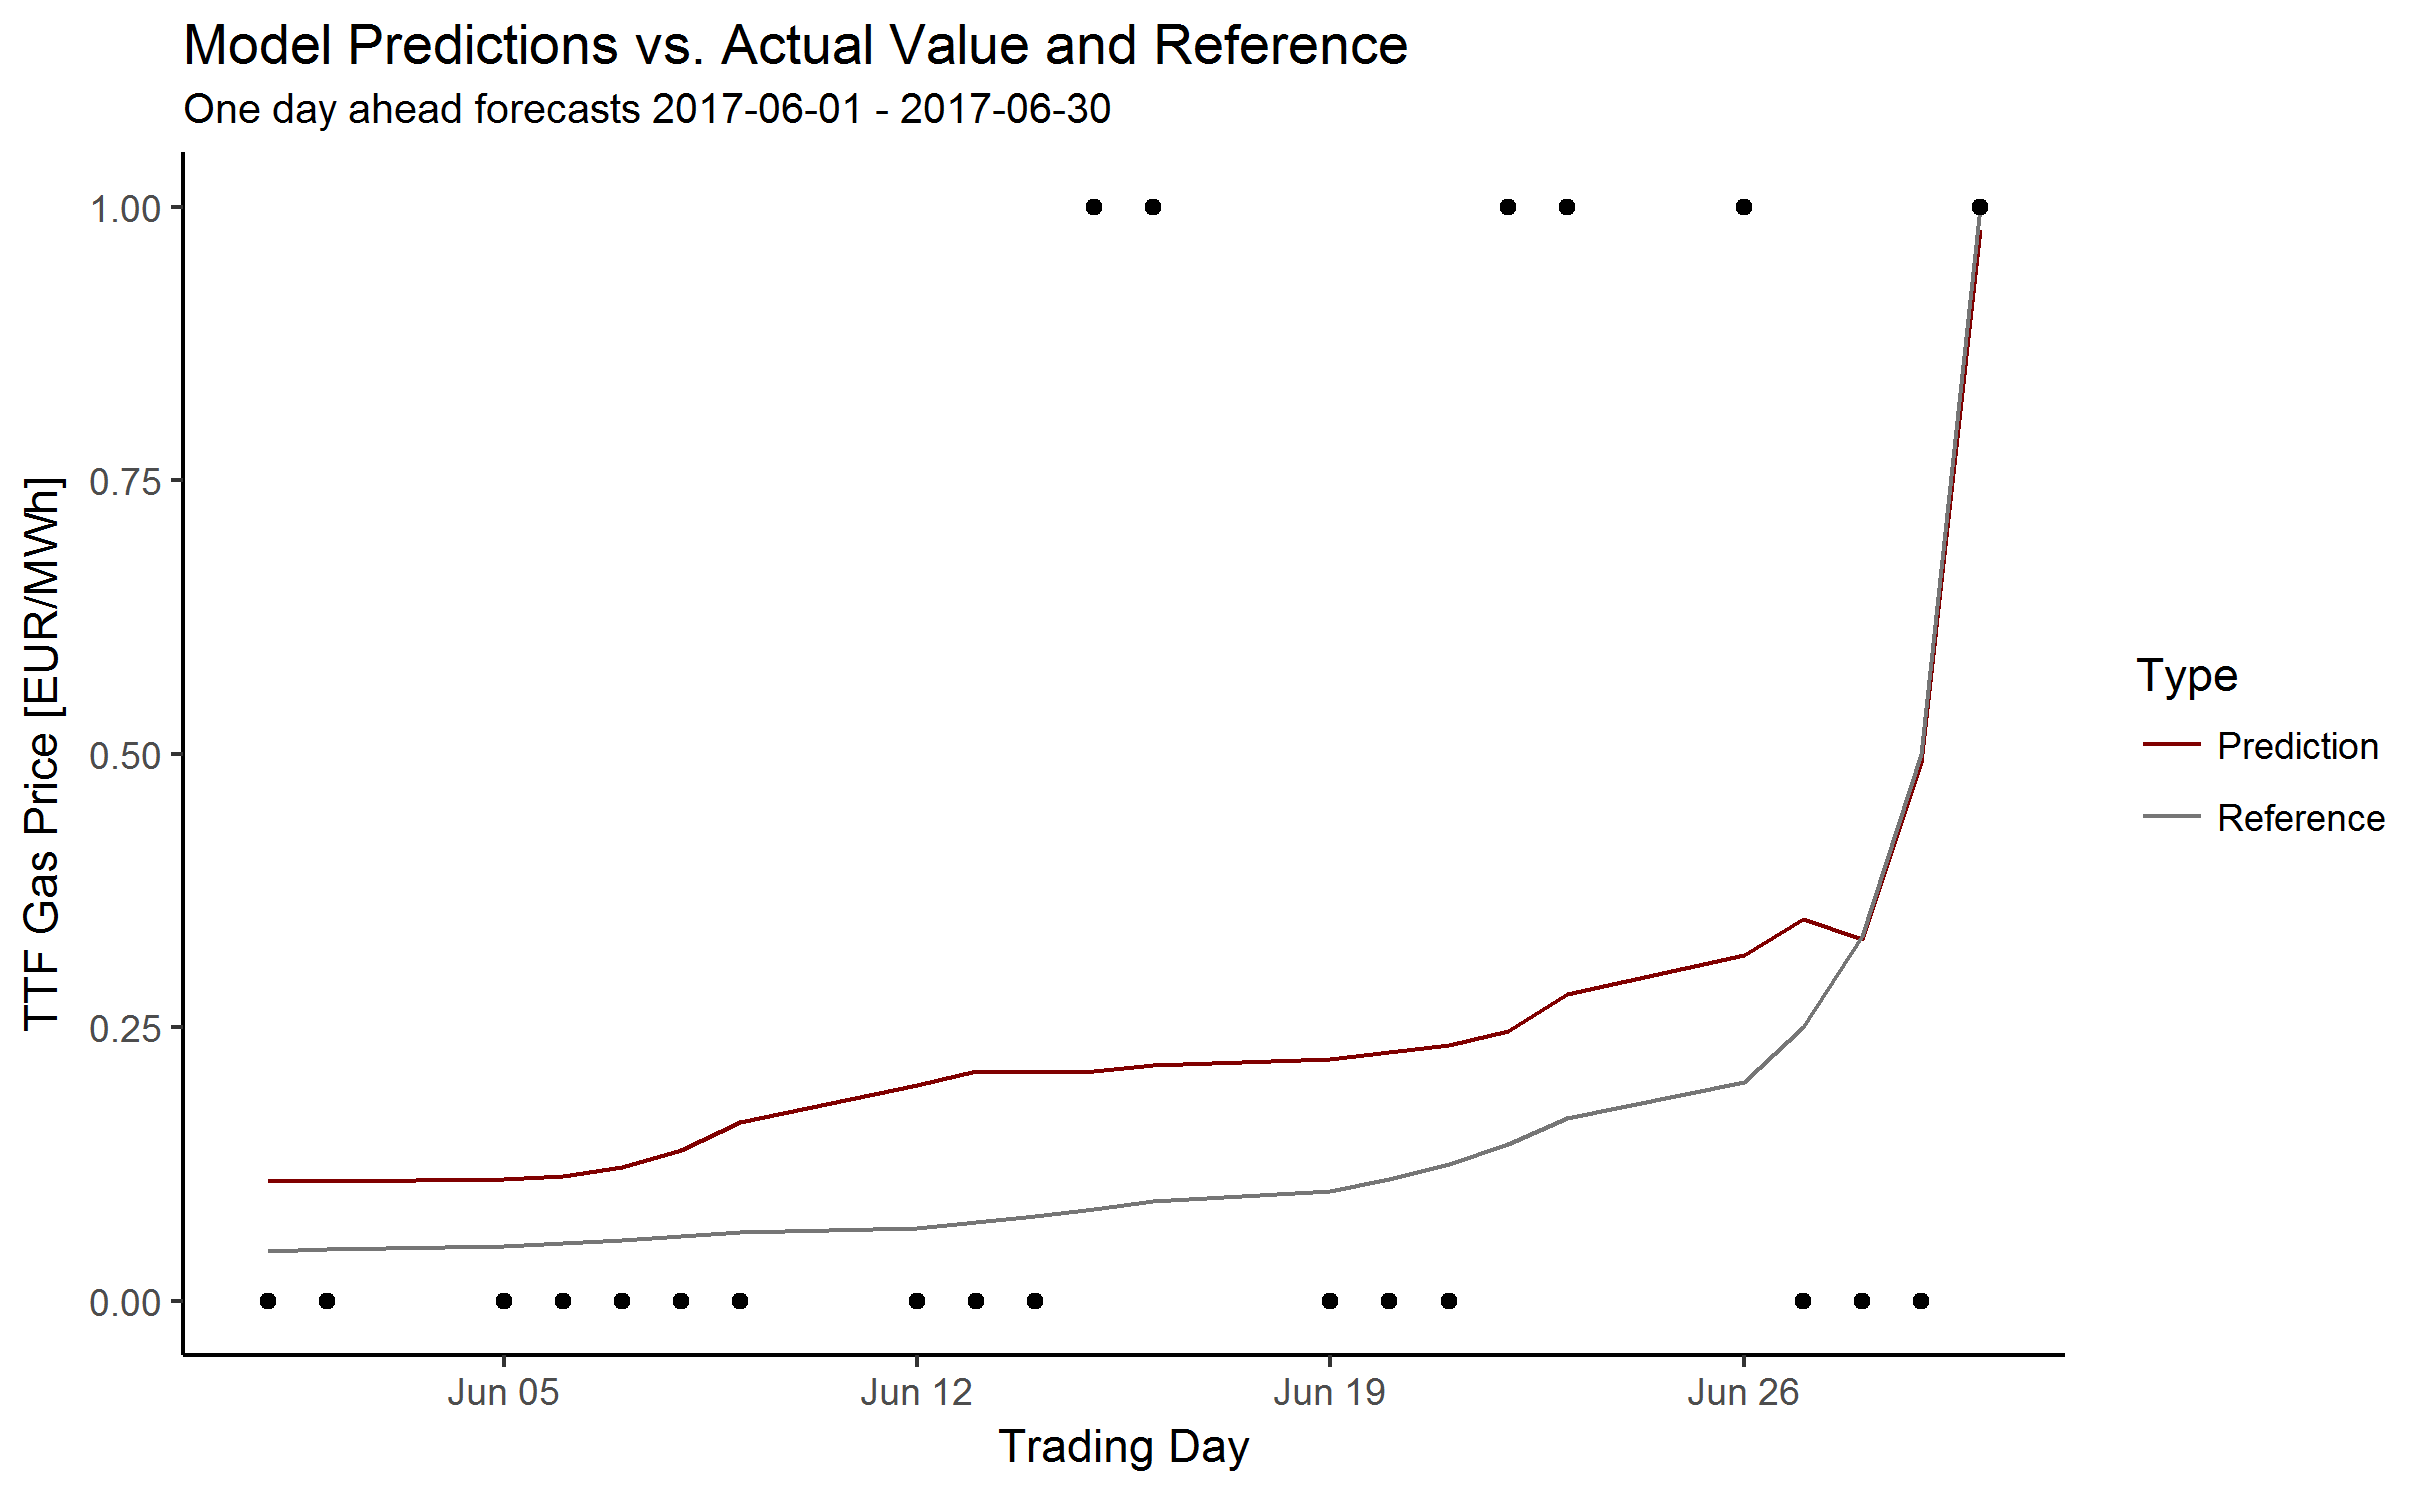 Model Predictions vs. Actual Value and Reference
One day ahead forecasts 2017-06-01 - 2017-06-30
TTF Gas Price [EUR/MWh]
1.00
0.75
0.50
0.25
0.00
Jun 05
Jun 12
Jun 19
Jun 26
Trading Day
Type
Prediction
Reference